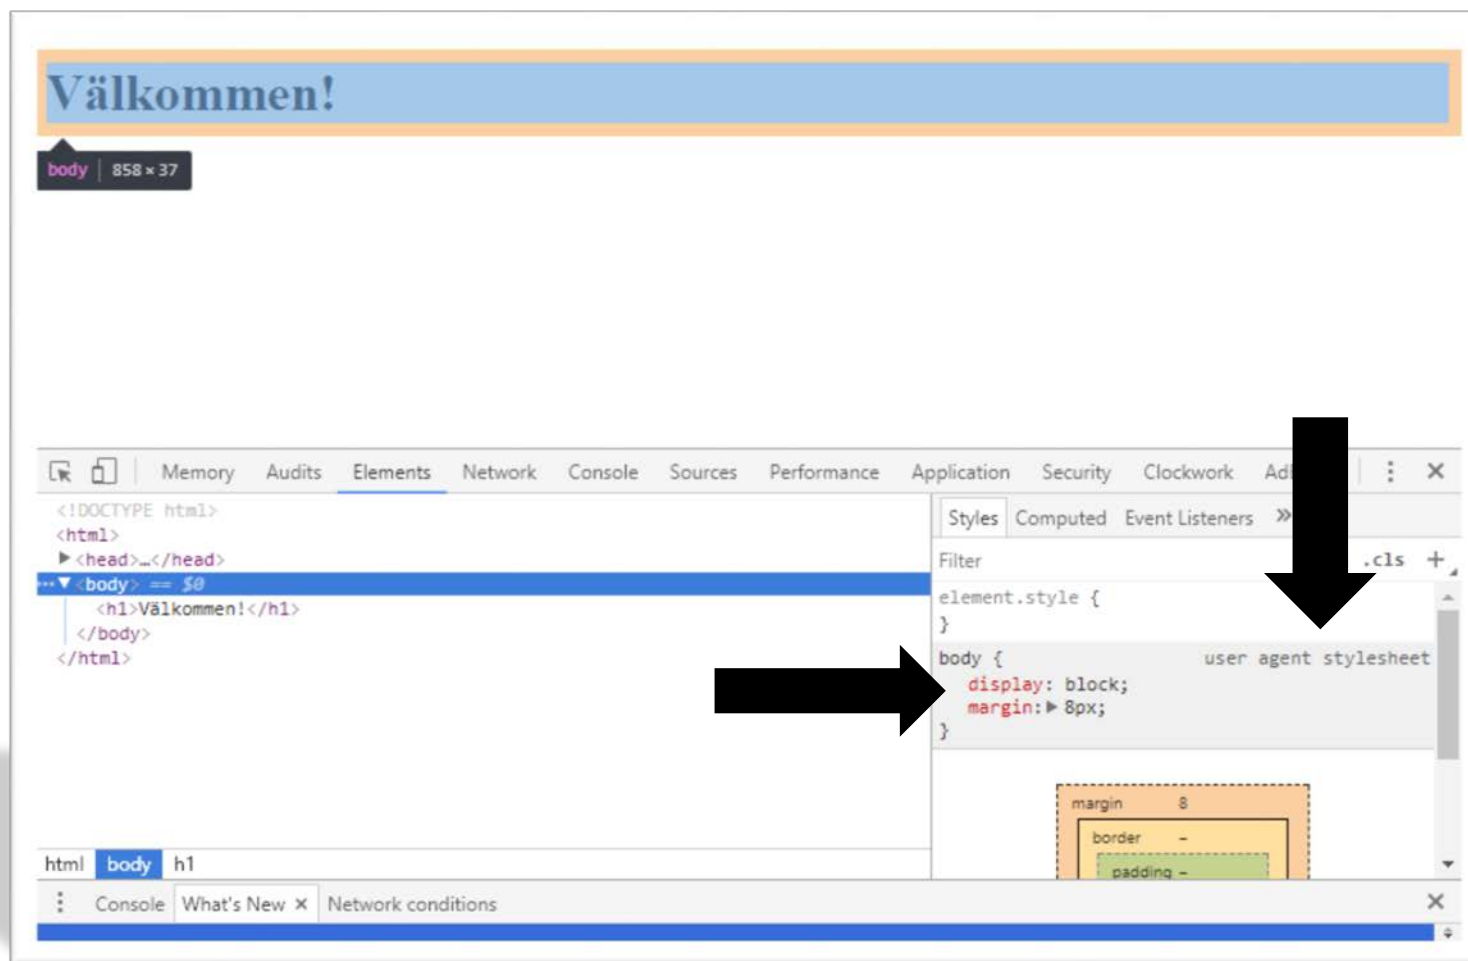 Välkommen!
body 858 × 37
Memory Audits Elements Network Console Sources Performance Application Security Clockwork
<!DOCTYPE html>
<html>
▶<head>…</head>
…▼<body> == $0
<h1>Välkommen!</h1>
</body>
</html>
html body h1
Styles Computed Event Listeners »
Filter .cls +
element.style {
}
body { user agent stylesheet
display: block;
margin:▶ 8px;
}
margin 8
border –
padding –
Console What's New × Network conditions